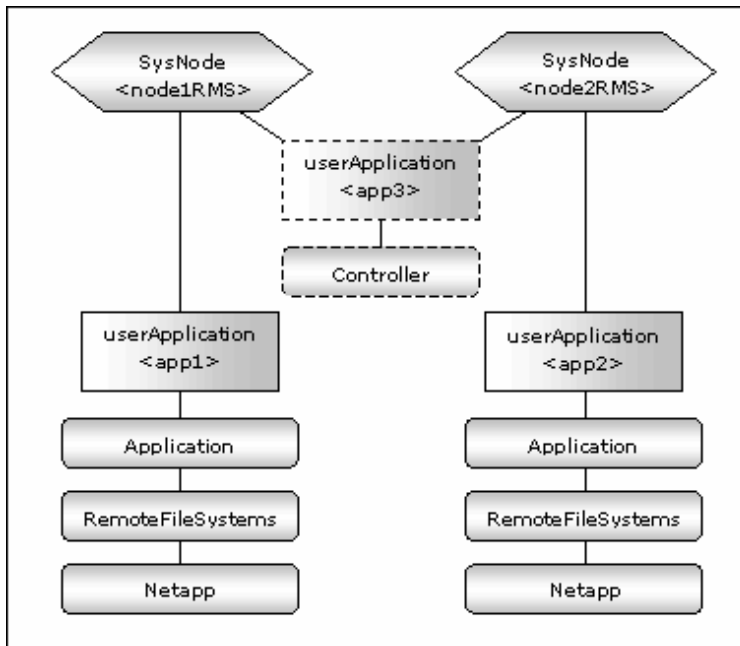 SysNode
<node1RMS>
SysNode
<node2RMS>
userApplication
<app3>
Controller
userApplication
<app1>
userApplication
<app2>
Application
Application
RemoteFileSystems
RemoteFileSystems
Netapp
Netapp